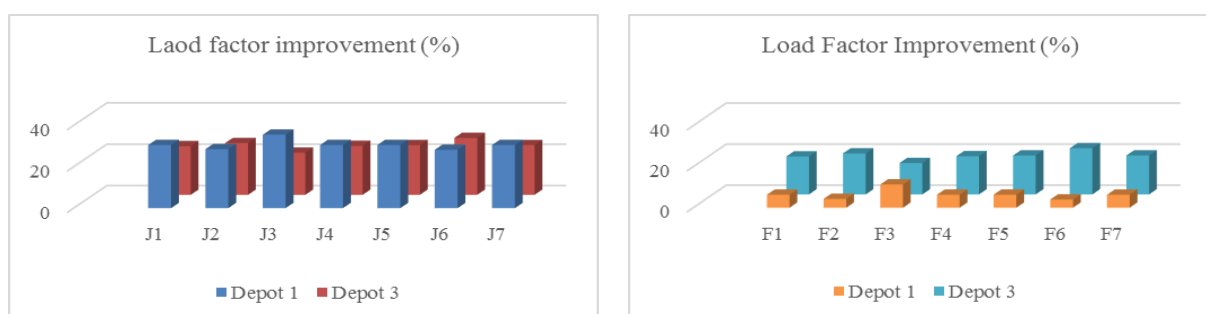 Laod factor improvement (%)
40
20
0
J1 J2 J3 J4 J5 J6 J7
Depot 1 Depot 3
Load Factor Improvement (%)
40
20
0
F1 F2 F3 F4 F5 F6 F7
Depot 1 Depot 3